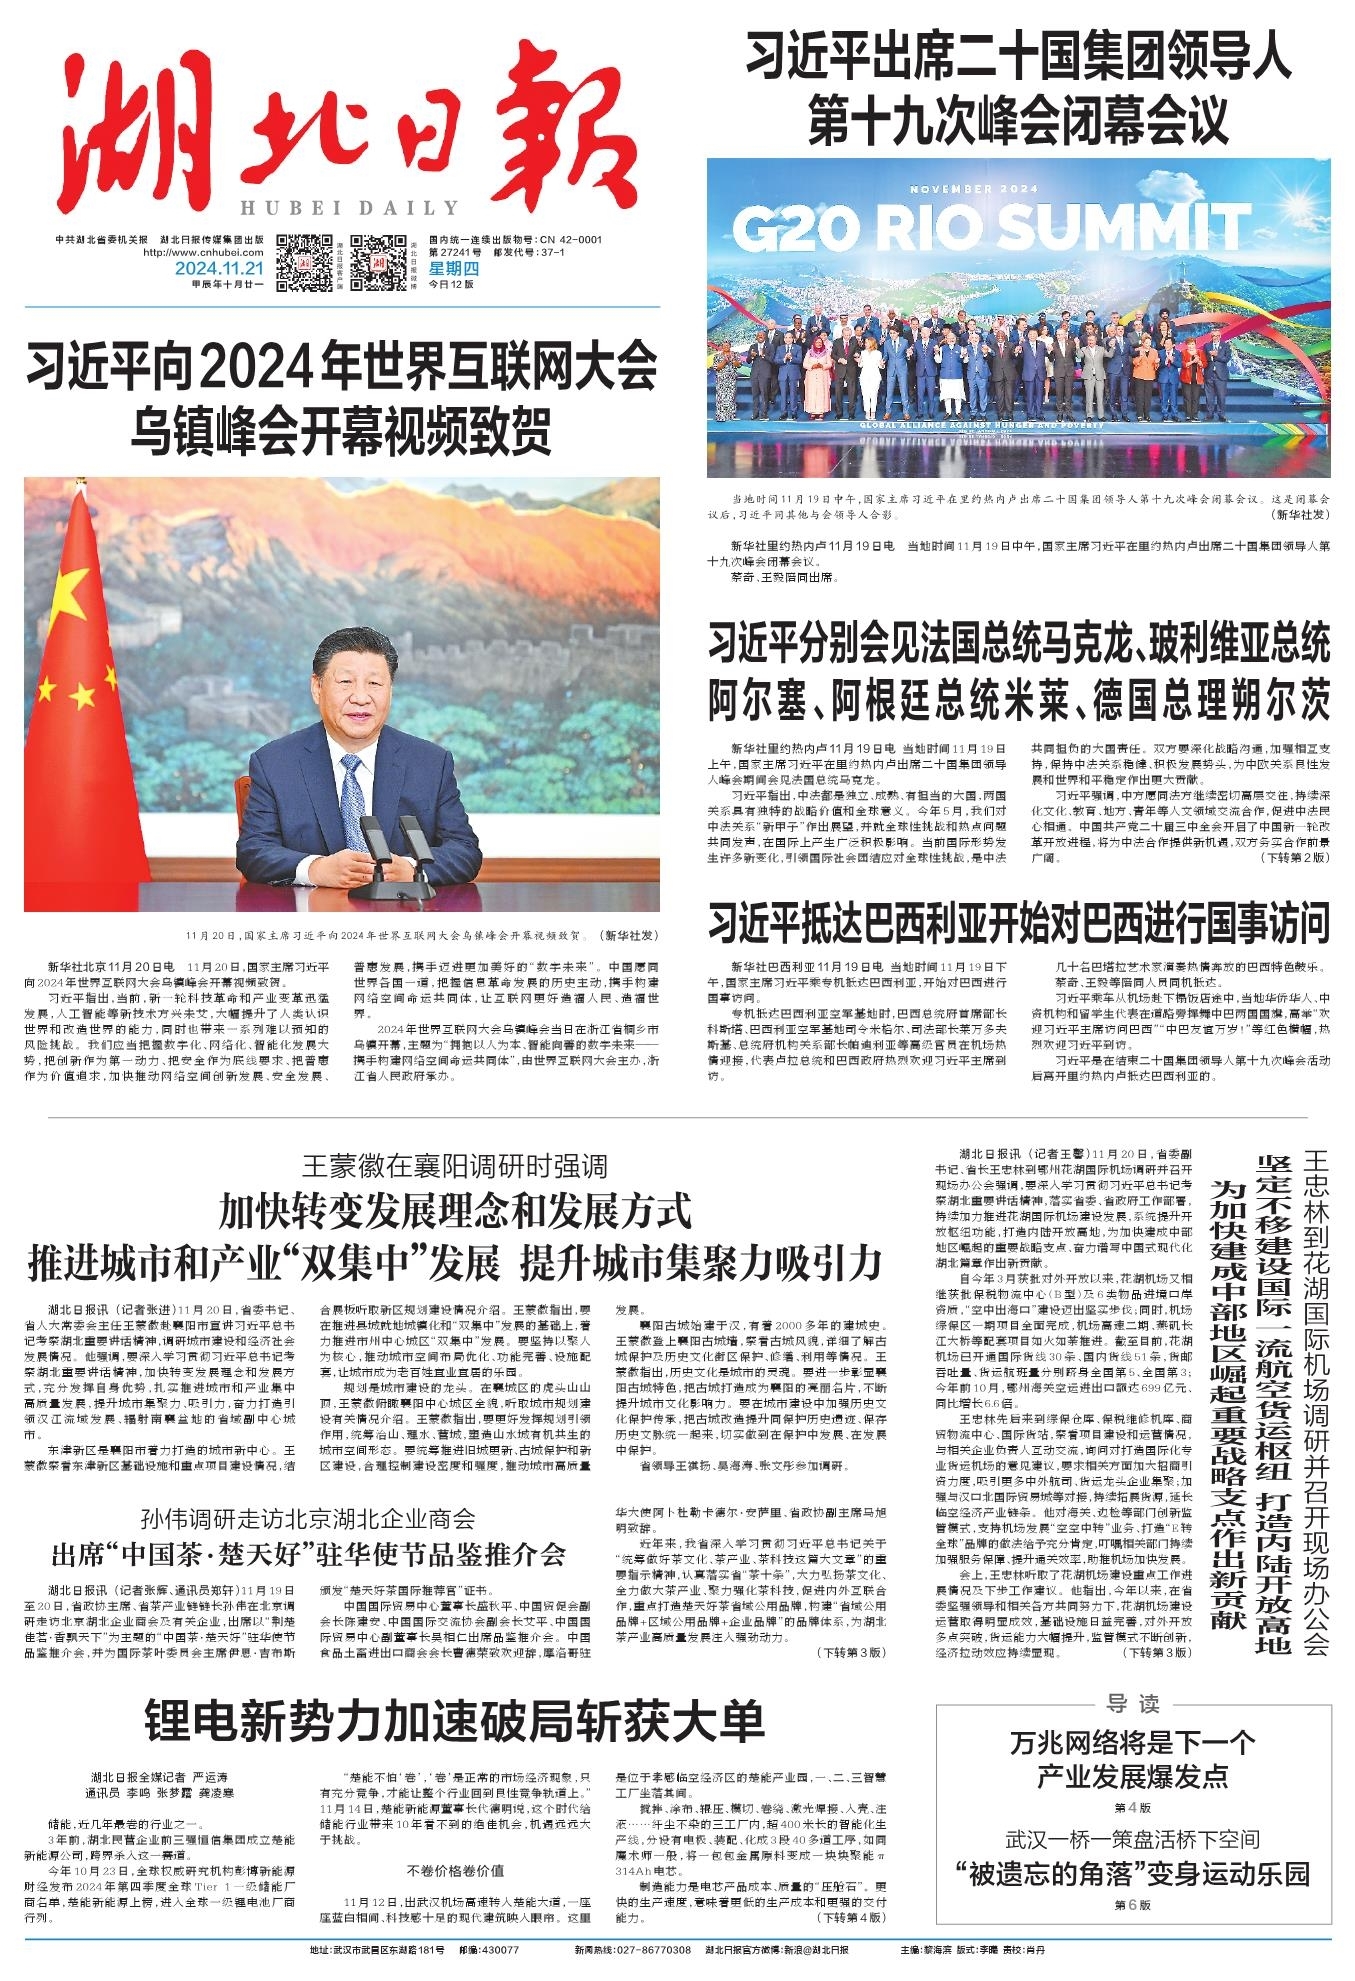 湖北日報
HUBEI DAILY
中共湖北省委机关报 湖北日报传媒集团出版
http://www.cnhubei.com
2024.11.21
甲辰年十月廿一
湖北日报客户端
湖北日报微博
国内统一连续出版物号:CN 42-0001
第27241号 邮发代号:37-1
星期四
今日12版
习近平向2024年世界互联网大会
乌镇峰会开幕视频致贺
11月20日,国家主席习近平向2024年世界互联网大会乌镇峰会开幕视频致贺。 (新华社发)
新华社北京11月20日电 11月20日,国家主席习近平
向2024年世界互联网大会乌镇峰会开幕视频致贺。
习近平指出,当前,新一轮科技革命和产业变革迅猛
发展,人工智能等新技术方兴未艾,大幅提升了人类认识
世界和改造世界的能力,同时也带来一系列难以预知的
风险挑战。我们应当把握数字化、网络化、智能化发展大
势,把创新作为第一动力、把安全作为底线要求、把普惠
作为价值追求,加快推动网络空间创新发展、安全发展、
普惠发展,携手迈进更加美好的“数字未来”。中国愿同
世界各国一道,把握信息革命发展的历史主动,携手构建
网络空间命运共同体,让互联网更好造福人民、造福世
界。
2024年世界互联网大会乌镇峰会当日在浙江省桐乡市
乌镇开幕,主题为“拥抱以人为本、智能向善的数字未来——
携手构建网络空间命运共同体”,由世界互联网大会主办,浙
江省人民政府承办。
习近平出席二十国集团领导人
第十九次峰会闭幕会议
NOVEMBER 2024
G20 RIO SUMMIT
GLOBAL ALLIANCE AGAINST HUNGER AND POVERTY
当地时间11月19日中午,国家主席习近平在里约热内卢出席二十国集团领导人第十九次峰会闭幕会议。这是闭幕会
议后,习近平同其他与会领导人合影。 (新华社发)
新华社里约热内卢11月19日电 当地时间11月19日中午,国家主席习近平在里约热内卢出席二十国集团领导人第
十九次峰会闭幕会议。
蔡奇、王毅陪同出席。
习近平分别会见法国总统马克龙、玻利维亚总统
阿尔塞、阿根廷总统米莱、德国总理朔尔茨
新华社里约热内卢11月19日电 当地时间11月19日
上午,国家主席习近平在里约热内卢出席二十国集团领导
人峰会期间会见法国总统马克龙。
习近平指出,中法都是独立、成熟、有担当的大国,两国
关系具有独特的战略价值和全球意义。今年5月,我们对
中法关系“新甲子”作出展望,并就全球性挑战和热点问题
共同发声,在国际上产生广泛积极影响。当前国际形势发
生许多新变化,引领国际社会团结应对全球性挑战,是中法
共同担负的大国责任。双方要深化战略沟通,加强相互支
持,保持中法关系稳健、积极发展势头,为中欧关系良性发
展和世界和平稳定作出更大贡献。
习近平强调,中方愿同法方继续密切高层交往,持续深
化文化、教育、地方、青年等人文领域交流合作,促进中法民
心相通。中国共产党二十届三中全会开启了中国新一轮改
革开放进程,将为中法合作提供新机遇,双方务实合作前景
广阔。 (下转第2版)
习近平抵达巴西利亚开始对巴西进行国事访问
新华社巴西利亚11月19日电 当地时间11月19日下
午,国家主席习近平乘专机抵达巴西利亚,开始对巴西进行
国事访问。
专机抵达巴西利亚空军基地时,巴西总统府首席部长
科斯塔、巴西利亚空军基地司令米格尔、司法部长莱万多夫
斯基、总统府机构关系部长帕迪利亚等高级官员在机场热
情迎接,代表卢拉总统和巴西政府热烈欢迎习近平主席到
访。
几十名巴塔拉艺术家演奏热情奔放的巴西特色鼓乐。
蔡奇、王毅等陪同人员同机抵达。
习近平乘车从机场赴下榻饭店途中,当地华侨华人、中
资机构和留学生代表在道路旁挥舞中巴两国国旗,高举“欢
迎习近平主席访问巴西”“中巴友谊万岁!”等红色横幅,热
烈欢迎习近平到访。
习近平是在结束二十国集团领导人第十九次峰会活动
后离开里约热内卢抵达巴西利亚的。
王蒙徽在襄阳调研时强调
加快转变发展理念和发展方式
推进城市和产业“双集中”发展 提升城市集聚力吸引力
湖北日报讯(记者张进)11月20日,省委书记、
省人大常委会主任王蒙徽赴襄阳市宣讲习近平总书
记考察湖北重要讲话精神,调研城市建设和经济社会
发展情况。他强调,要深入学习贯彻习近平总书记考
察湖北重要讲话精神,加快转变发展理念和发展方
式,充分发挥自身优势,扎实推进城市和产业集中
高质量发展,提升城市集聚力、吸引力,奋力打造引
领汉江流域发展、辐射南襄盆地的省域副中心城
市。
东津新区是襄阳市着力打造的城市新中心。王
蒙徽察看东津新区基础设施和重点项目建设情况,结
合展板听取新区规划建设情况介绍。王蒙徽指出,要
在推进县城就地城镇化和“双集中”发展的基础上,着
力推进市州中心城区“双集中”发展。要坚持以聚人
为核心,推动城市空间布局优化、功能完善、设施配
套,让城市成为老百姓宜业宜居的乐园。
规划是城市建设的龙头。在襄城区的虎头山山
顶,王蒙徽俯瞰襄阳中心城区全貌,听取城市规划建
设有关情况介绍。王蒙徽指出,要更好发挥规划引领
作用,统筹治山、理水、营城,塑造山水城有机共生的
城市空间形态。要统筹推进旧城更新、古城保护和新
区建设,合理控制建设密度和强度,推动城市高质量
发展。
襄阳古城始建于汉,有着2000多年的建城史。
王蒙徽登上襄阳古城墙,察看古城风貌,详细了解古
城保护及历史文化街区保护、修缮、利用等情况。王
蒙徽指出,历史文化是城市的灵魂。要进一步彰显襄
阳古城特色,把古城打造成为襄阳的亮丽名片,不断
提升城市文化影响力。要在城市建设中加强历史文
化保护传承,把古城改造提升同保护历史遗迹、保存
历史文脉统一起来,切实做到在保护中发展、在发展
中保护。
省领导王祺扬、吴海涛、张文彤参加调研。
孙伟调研走访北京湖北企业商会
出席“中国茶·楚天好”驻华使节品鉴推介会
湖北日报讯(记者张辉、通讯员郑轩)11月19日
至20日,省政协主席、省茶产业链链长孙伟在北京调
研走访北京湖北企业商会及有关企业,出席以“荆楚
佳茗·香飘天下”为主题的“中国茶·楚天好”驻华使节
品鉴推介会,并为国际茶叶委员会主席伊恩·吉布斯
颁发“楚天好茶国际推荐官”证书。
中国国际贸易中心董事长盛秋平、中国贸促会副
会长陈建安、中国国际交流协会副会长艾平、中国国
际贸易中心副董事长吴相仁出席品鉴推介会。中国
食品土畜进出口商会会长曹德荣致欢迎辞,摩洛哥驻
华大使阿卜杜勒卡德尔·安萨里、省政协副主席马旭
明致辞。
近年来,我省深入学习贯彻习近平总书记关于
“统筹做好茶文化、茶产业、茶科技这篇大文章”的重
要指示精神,认真落实省“茶十条”,大力弘扬茶文化、
全力做大茶产业、聚力强化茶科技,促进内外互联合
作,重点打造楚天好茶省域公用品牌,构建“省域公用
品牌+区域公用品牌+企业品牌”的品牌体系,为湖北
茶产业高质量发展注入强劲动力。
(下转第3版)
王忠林到花湖国际机场调研并召开现场办公会
坚定不移建设国际一流航空货运枢纽 打造内陆开放高地
为加快建成中部地区崛起重要战略支点作出新贡献
湖北日报讯(记者王馨)11月20日,省委副
书记、省长王忠林到鄂州花湖国际机场调研并召开
现场办公会强调,要深入学习贯彻习近平总书记考
察湖北重要讲话精神,落实省委、省政府工作部署,
持续加力推进花湖国际机场建设发展,系统提升开
放枢纽功能,打造内陆开放高地,为加快建成中部
地区崛起的重要战略支点、奋力谱写中国式现代化
湖北篇章作出新贡献。
自今年3月获批对外开放以来,花湖机场又相
继获批保税物流中心(B型)及6类物品进境口岸
资质,“空中出海口”建设迈出坚实步伐;同时,机场
综保区一期项目全面完成,机场高速二期、燕矶长
江大桥等配套项目如火如荼推进。截至目前,花湖
机场已开通国际货线30条、国内货线51条,货邮
吞吐量、货运航班量分别跻身全国第5、全国第3;
今年前10月,鄂州海关空运进出口额达699亿元、
同比增长6.6倍。
王忠林先后来到综保仓库、保税维修机库、商
贸物流中心、国际货站,察看项目建设和运营情况,
与相关企业负责人互动交流,询问对打造国际化专
业货运机场的意见建议,要求相关方面加大招商引
资力度,吸引更多中外航司、货运龙头企业集聚;加
强与汉口北国际贸易城等对接,持续拓展货源,延长
临空经济产业链条。他对海关、边检等部门创新监
管模式,支持机场发展“空空中转”业务、打造“E转
全球”品牌的做法给予充分肯定,叮嘱相关部门持续
加强服务保障、提升通关效率,助推机场加快发展。
会上,王忠林听取了花湖机场建设重点工作进
展情况及下步工作建议。他指出,今年以来,在省
委坚强领导和相关各方共同努力下,花湖机场建设
运营取得明显成效,基础设施日益完善,对外开放
多点突破,货运能力大幅提升,监管模式不断创新,
经济拉动效应持续显现。 (下转第3版)
锂电新势力加速破局斩获大单
湖北日报全媒记者 严运涛
通讯员 李鸣 张梦露 龚凌寒
储能,近几年最卷的行业之一。
3年前,湖北民营企业前三强恒信集团成立楚能
新能源公司,跨界杀入这一赛道。
今年10月23日,全球权威研究机构彭博新能源
财经发布2024年第四季度全球Tier 1一级储能厂
商名单,楚能新能源上榜,进入全球一级锂电池厂商
行列。
“楚能不怕‘卷’,‘卷’是正常的市场经济现象,只
有充分竞争,才能让整个行业回到良性竞争轨道上。”
11月14日,楚能新能源董事长代德明说,这个时代给
储能行业带来10年看不到的绝佳机会,机遇远远大
于挑战。
不卷价格卷价值
11月12日,出武汉机场高速转入楚能大道,一座
座蓝白相间、科技感十足的现代建筑映入眼帘。这里
是位于孝感临空经济区的楚能产业园,一、二、三智慧
工厂坐落其间。
搅拌、涂布、辊压、模切、卷绕、激光焊接、入壳、注
液……纤尘不染的三工厂内,超400米长的智能化生
产线,分设有电极、装配、化成3段40多道工序,如同
魔术师一般,将一包包金属原料变成一块块聚能π
314Ah电芯。
制造能力是电芯产品成本、质量的“压舱石”。更
快的生产速度,意味着更低的生产成本和更强的交付
能力。 (下转第4版)
导读
万兆网络将是下一个
产业发展爆发点
第4版
武汉一桥一策盘活桥下空间
“被遗忘的角落”变身运动乐园
第6版
地址:武汉市武昌区东湖路181号 邮编:430077 新闻热线:027-86770308 湖北日报官方微博:新浪@湖北日报 主编:黎海滨 版式:李曦 责校:肖丹